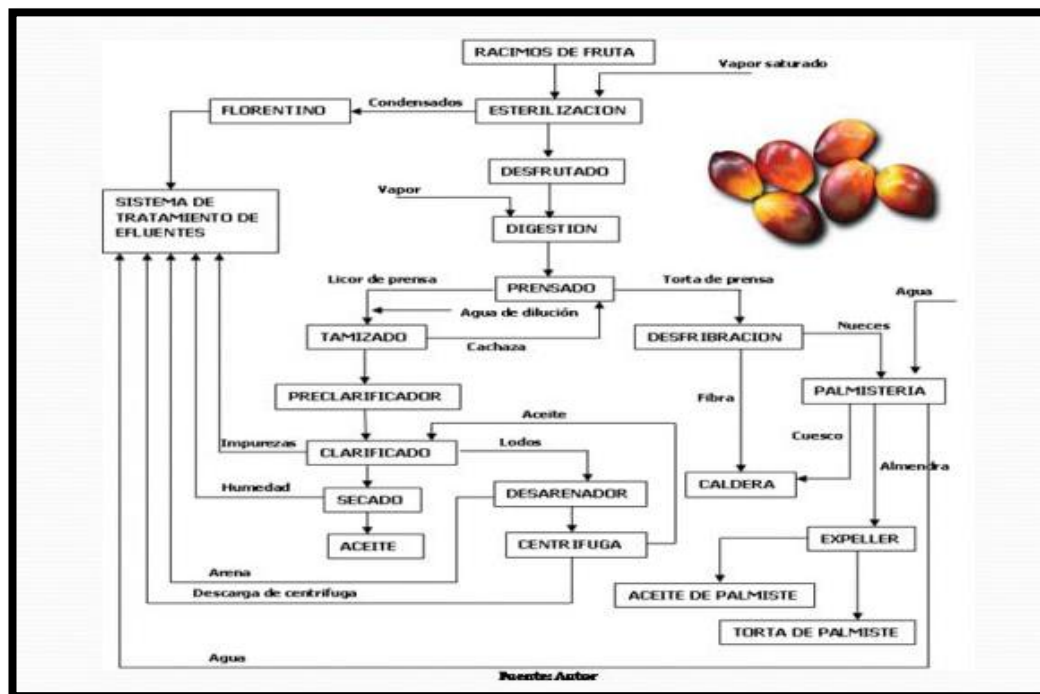 RACIMOS DE FRUTA
Vapor saturado
Condensados
FLORENTINO
ESTERILIZACION
DESFRUTADO
Vapor
SISTEMA DE
TRATAMIENTO DE
EFLUENTES
DIGESTION
Licor de prensa
PRENSADO
Torta de prensa
Agua
Agua de dilución
Nueces
TAMIZADO
Cachaza
DESFRIBRACION
PRECLARIFICADOR
Fibra
PALMISTERIA
Aceite
Impurezas
CLARIFICADO
Lodos
Cuesco
Almendra
Humedad
SECADO
DESARENADOR
CALDERA
ACEITE
CENTRIFUGA
EXPELLER
Arena
Descarga de centrífuga
ACEITE DE PALMISTE
TORTA DE PALMISTE
Agua
Fuente: Autor